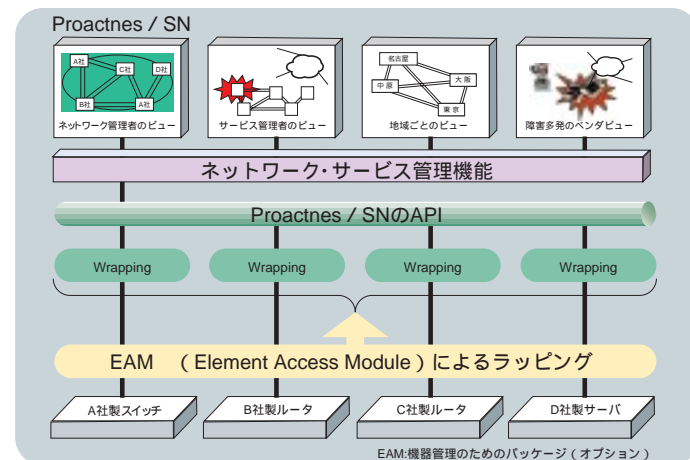 Proactnes / SN
A社
C社
D社
B社
A社
ネットワーク管理者のビュー
サービス管理者のビュー
名古屋
大阪
中原
東京
地域ごとのビュー
障害多発のベンダビュー
ネットワーク･サービス管理機能
Proactnes / SNのAPI
Wrapping
Wrapping
Wrapping
Wrapping
EAM （Element Access Module）によるラッピング
A社製スイッチ
B社製ルータ
C社製ルータ
D社製サーバ
EAM:機器管理のためのパッケージ（オプション）